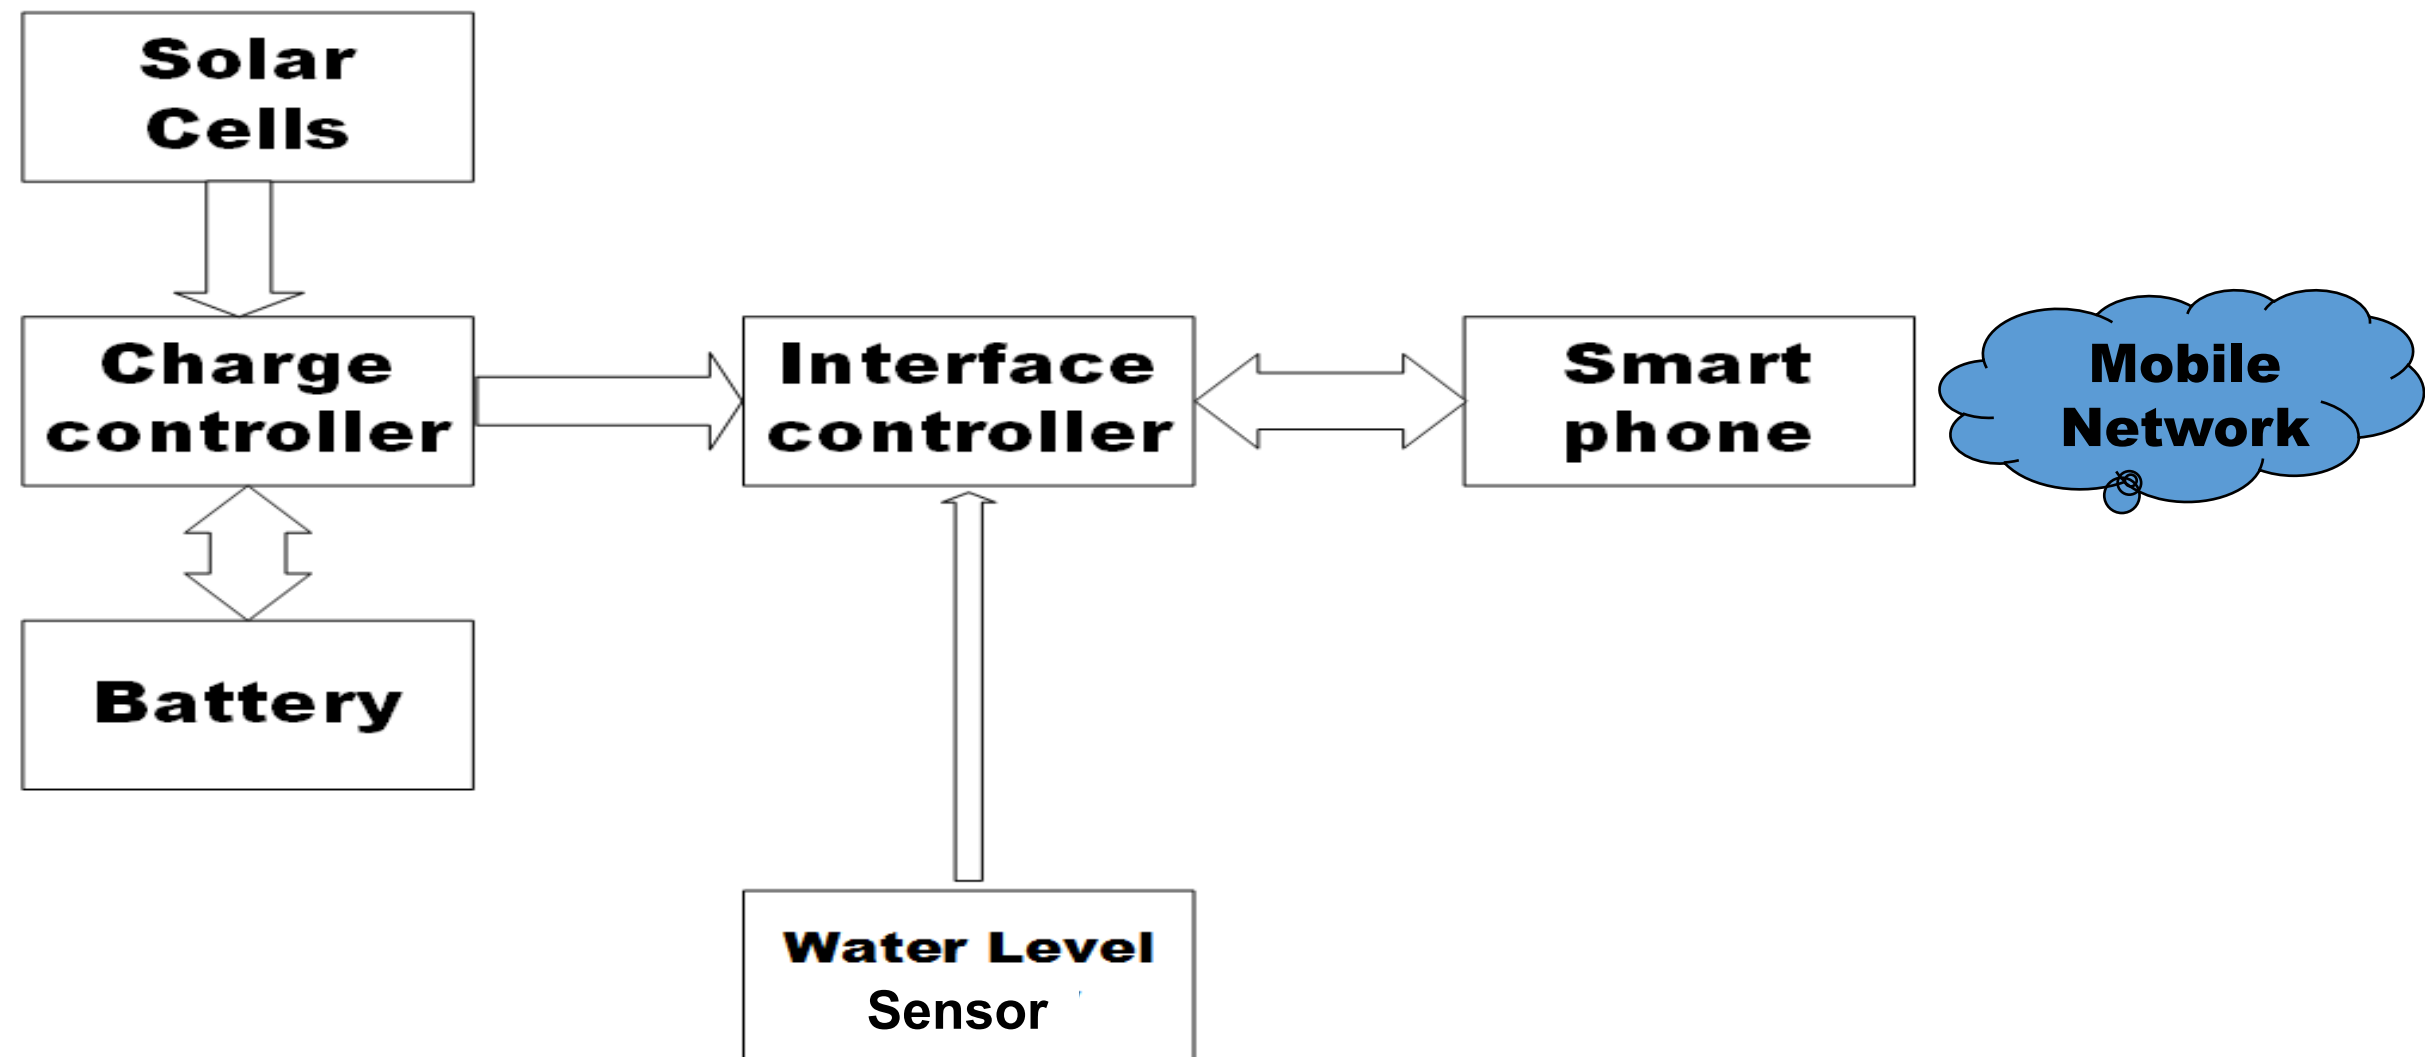 Solar
Cells
Charge
controller
Interface
controller
Smart
phone
Mobile
Network
Battery
Water Level
Sensor